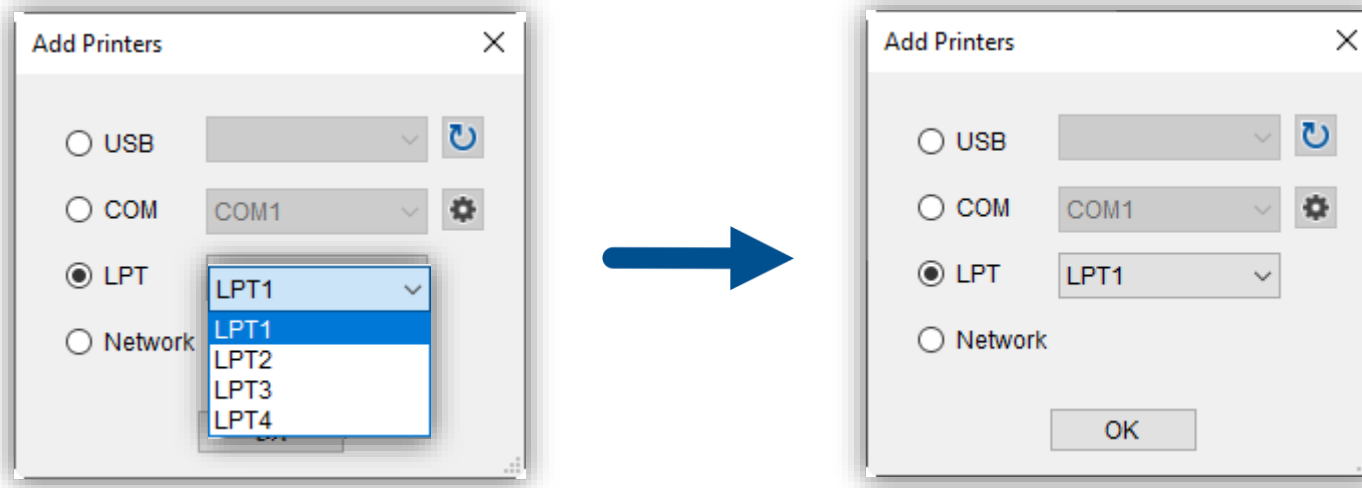 Add Printers
USB
COM COM1
LPT LPT1
LPT1
Network
LPT2
LPT3
LPT4
Add Printers
USB
COM COM1
LPT LPT1
Network
OK